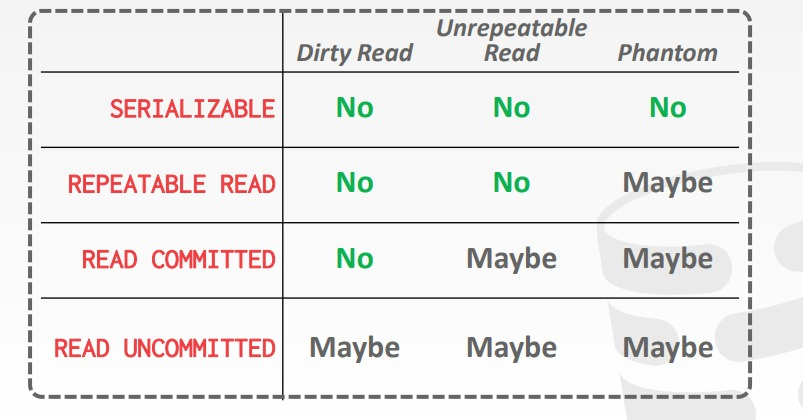 Dirty Read Unrepeatable Read Phantom
SERIALIZABLE No No No
REPEATABLE READ No No Maybe
READ COMMITTED No Maybe Maybe
READ UNCOMMITTED Maybe Maybe Maybe